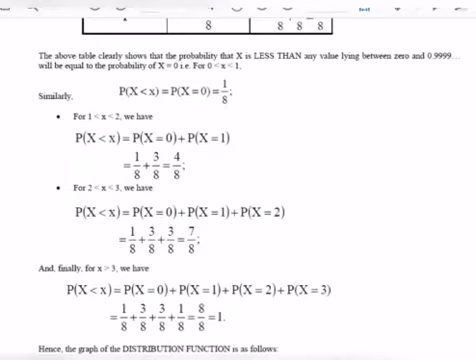 8 8 8 8
The above table clearly shows that the probability that X is LESS THAN any value lying between zero and 0.9999…
will be equal to the probability of X = 0 i.e. For 0 < x < 1,
P(X < x) = P(X = 0) = 1/8;
Similarly,
• For 1 < x < 2, we have
P(X < x) = P(X = 0) + P(X = 1)
= 1/8 + 3/8 = 4/8;
• For 2 < x < 3, we have
P(X < x) = P(X = 0) + P(X = 1) + P(X = 2)
= 1/8 + 3/8 + 3/8 = 7/8;
And, finally, for x > 3, we have
P(X < x) = P(X = 0) + P(X = 1) + P(X = 2) + P(X = 3)
= 1/8 + 3/8 + 3/8 + 1/8 = 8/8 = 1.
Hence, the graph of the DISTRIBUTION FUNCTION is as follows: